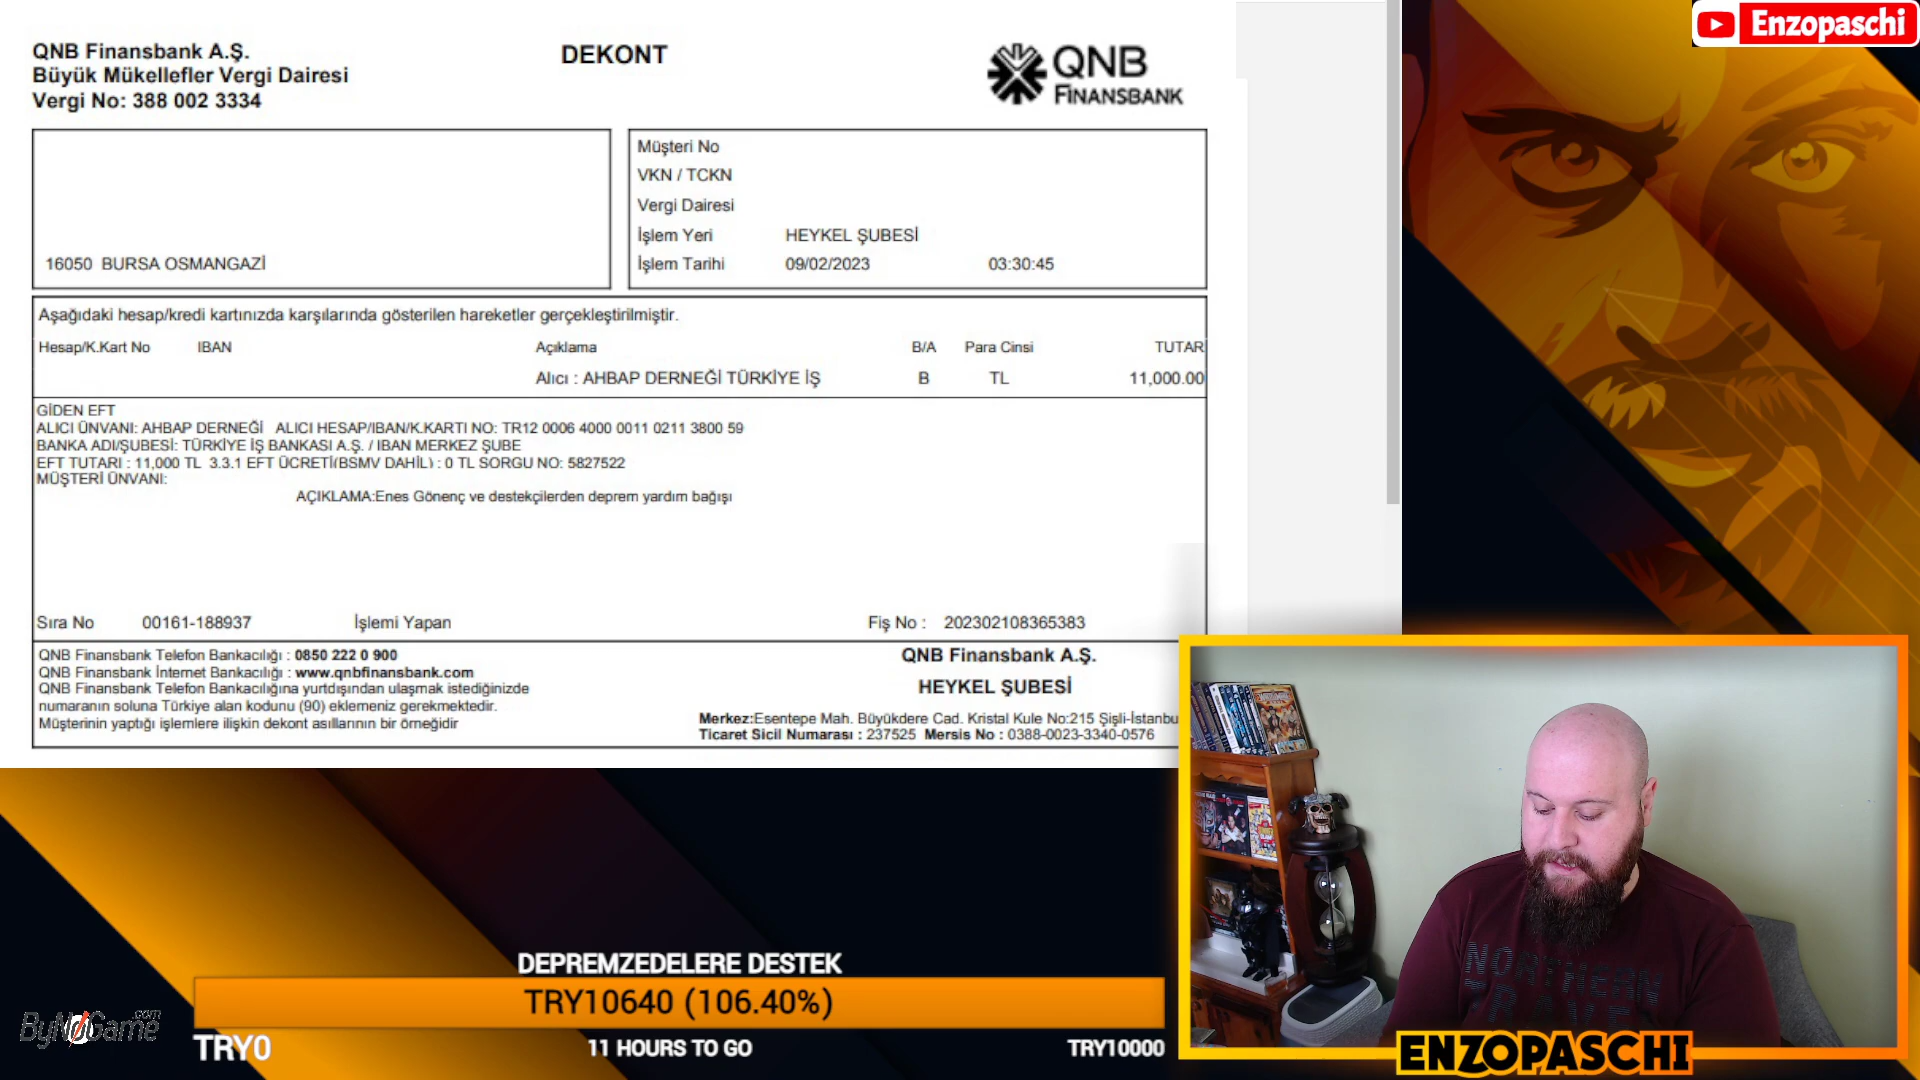 Enzopaschi
QNB Finansbank A.Ş.
Büyük Mükellefler Vergi Dairesi
Vergi No: 388 002 3334
DEKONT
QNB
FINANSBANK
16050 BURSA OSMANGAZİ
Müşteri No
VKN / TCKN
Vergi Dairesi
İşlem Yeri HEYKEL ŞUBESİ
İşlem Tarihi 09/02/2023 03:30:45
Aşağıdaki hesap/kredi kartınızda karşılarında gösterilen hareketler gerçekleştirilmiştir.
Hesap/K.Kart No IBAN Açıklama B/A Para Cinsi TUTAR
Alıcı : AHBAP DERNEĞİ TÜRKİYE İŞ B TL 11,000.00
GİDEN EFT
ALICI ÜNVANI: AHBAP DERNEĞİ ALICI HESAP/IBAN/K.KARTI NO: TR12 0006 4000 0011 0211 3800 59
BANKA ADI/ŞUBESİ: TÜRKİYE İŞ BANKASI A.Ş. / IBAN MERKEZ ŞUBE
EFT TUTARI : 11,000 TL 3.3.1 EFT ÜCRETİ(BSMV DAHİL) : 0 TL SORGU NO: 5827522
MÜŞTERİ ÜNVANI:
AÇIKLAMA:Enes Gönenç ve destekçilerden deprem yardım bağışı
Sıra No 00161-188937 İşlemi Yapan Fiş No : 202302108365383
QNB Finansbank Telefon Bankacılığı : 0850 222 0 900
QNB Finansbank İnternet Bankacılığı : www.qnbfinansbank.com
QNB Finansbank Telefon Bankacılığına yurtdışından ulaşmak istediğinizde
numaranın soluna Türkiye alan kodunu (90) eklemeniz gerekmektedir.
Müşterinin yaptığı işlemlere ilişkin dekont asıllarının bir örneğidir
QNB Finansbank A.Ş.
HEYKEL ŞUBESİ
Merkez:Esentepe Mah. Büyükdere Cad. Kristal Kule No:215 Şişli-İstanbu
Ticaret Sicil Numarası : 237525 Mersis No : 0388-0023-3340-0576
DEPREMZEDELERE DESTEK
TRY10640 (106.40%)
TRY0 11 HOURS TO GO TRY10000
ByNoGame.com
NORTHERN
ENZOPASCHI